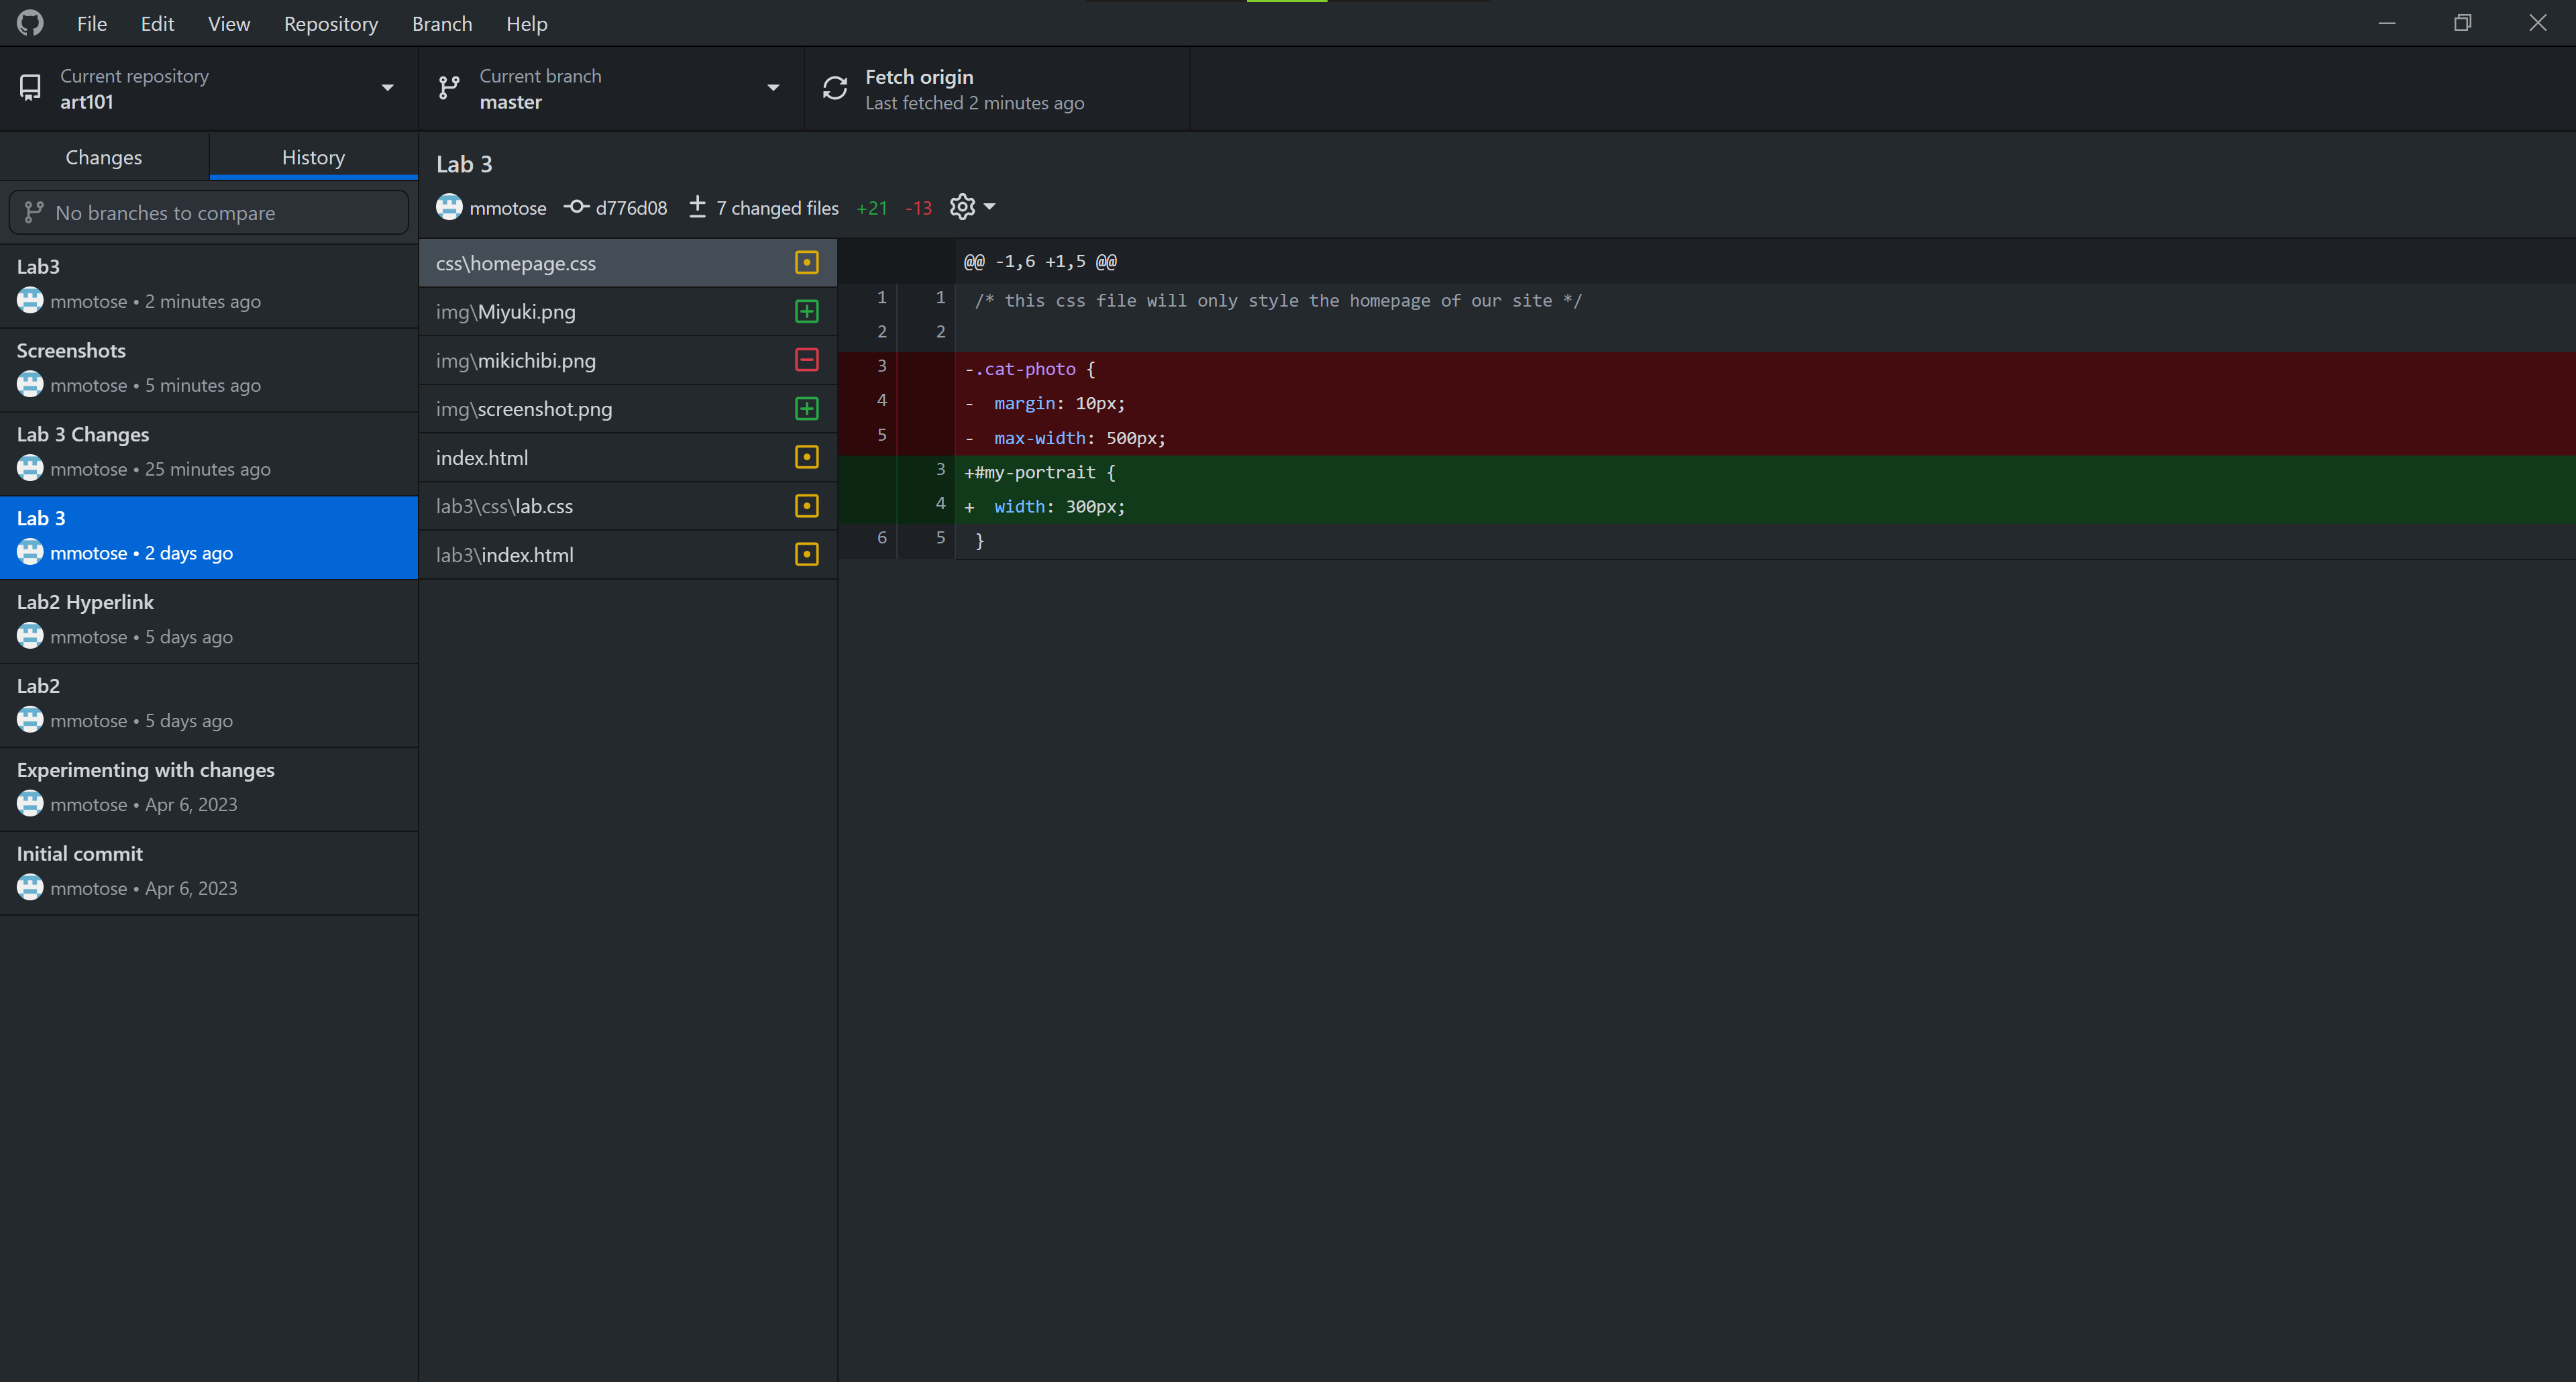 File Edit View Repository Branch Help
Current repository
art101
Current branch
master
Fetch origin
Last fetched 2 minutes ago
Changes
History
No branches to compare
Lab3
mmotose • 2 minutes ago
Screenshots
mmotose • 5 minutes ago
Lab 3 Changes
mmotose • 25 minutes ago
Lab 3
mmotose • 2 days ago
Lab2 Hyperlink
mmotose • 5 days ago
Lab2
mmotose • 5 days ago
Experimenting with changes
mmotose • Apr 6, 2023
Initial commit
mmotose • Apr 6, 2023
Lab 3
mmotose d776d08 7 changed files +21 -13
css\homepage.css
img\Miyuki.png
img\mikichibi.png
img\screenshot.png
index.html
lab3\css\lab.css
lab3\index.html
@@ -1,6 +1,5 @@
1 1 /* this css file will only style the homepage of our site */
2 2
3 -.cat-photo {
4 - margin: 10px;
5 - max-width: 500px;
3 +#my-portrait {
4 + width: 300px;
6 5 }